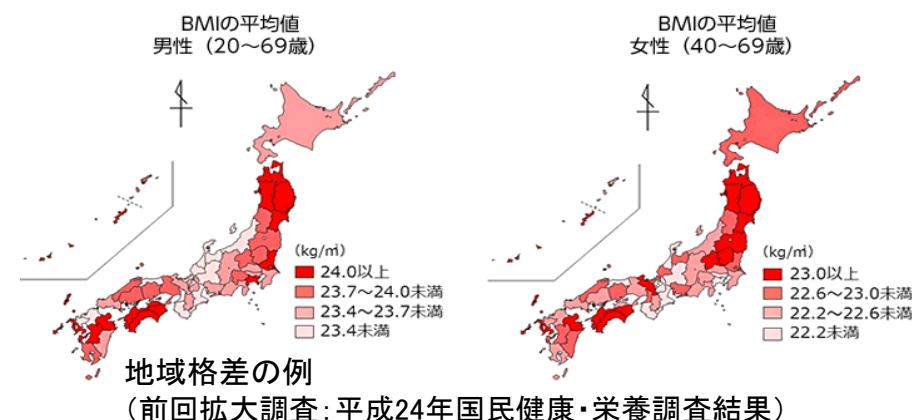 BMIの平均値
男性（20～69歳）
(kg/㎡)
24.0以上
23.7～24.0未満
23.4～23.7未満
23.4未満
BMIの平均値
女性（40～69歳）
(kg/㎡)
23.0以上
22.6～23.0未満
22.2～22.6未満
22.2未満
地域格差の例
（前回拡大調査：平成24年国民健康・栄養調査結果）